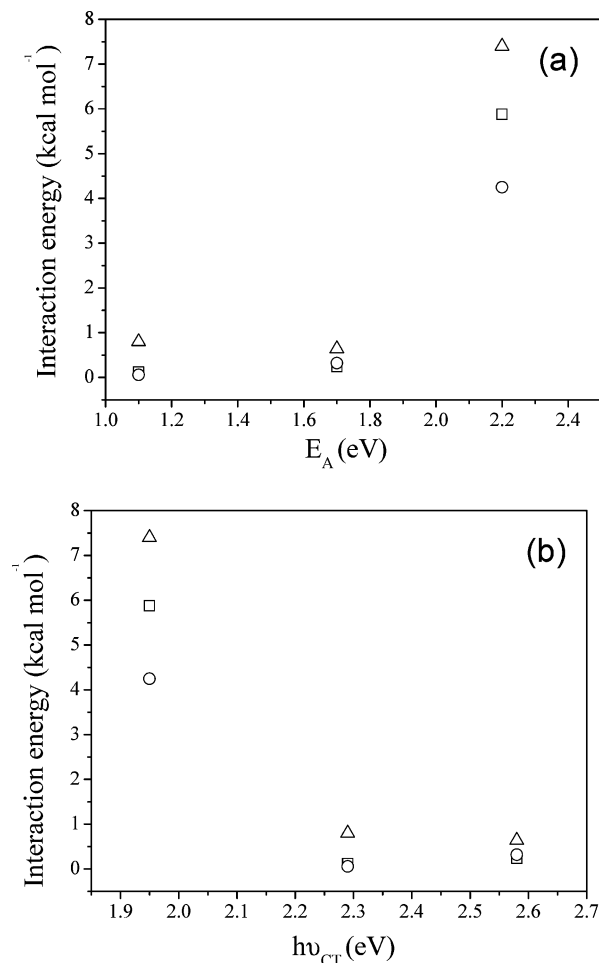 (a)
Interaction energy (kcal mol⁻¹)
8
7
6
5
4
3
2
1
0
1.0 1.2 1.4 1.6 1.8 2.0 2.2 2.4
E_A (eV)
(b)
Interaction energy (kcal mol⁻¹)
8
7
6
5
4
3
2
1
0
1.9 2.0 2.1 2.2 2.3 2.4 2.5 2.6 2.7
hυ_CT (eV)